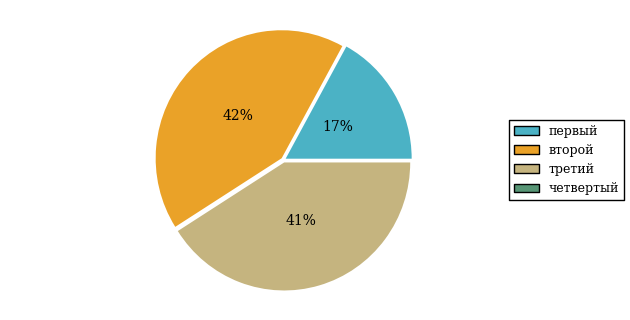 42%
17%
41%
первый
второй
третий
четвертый